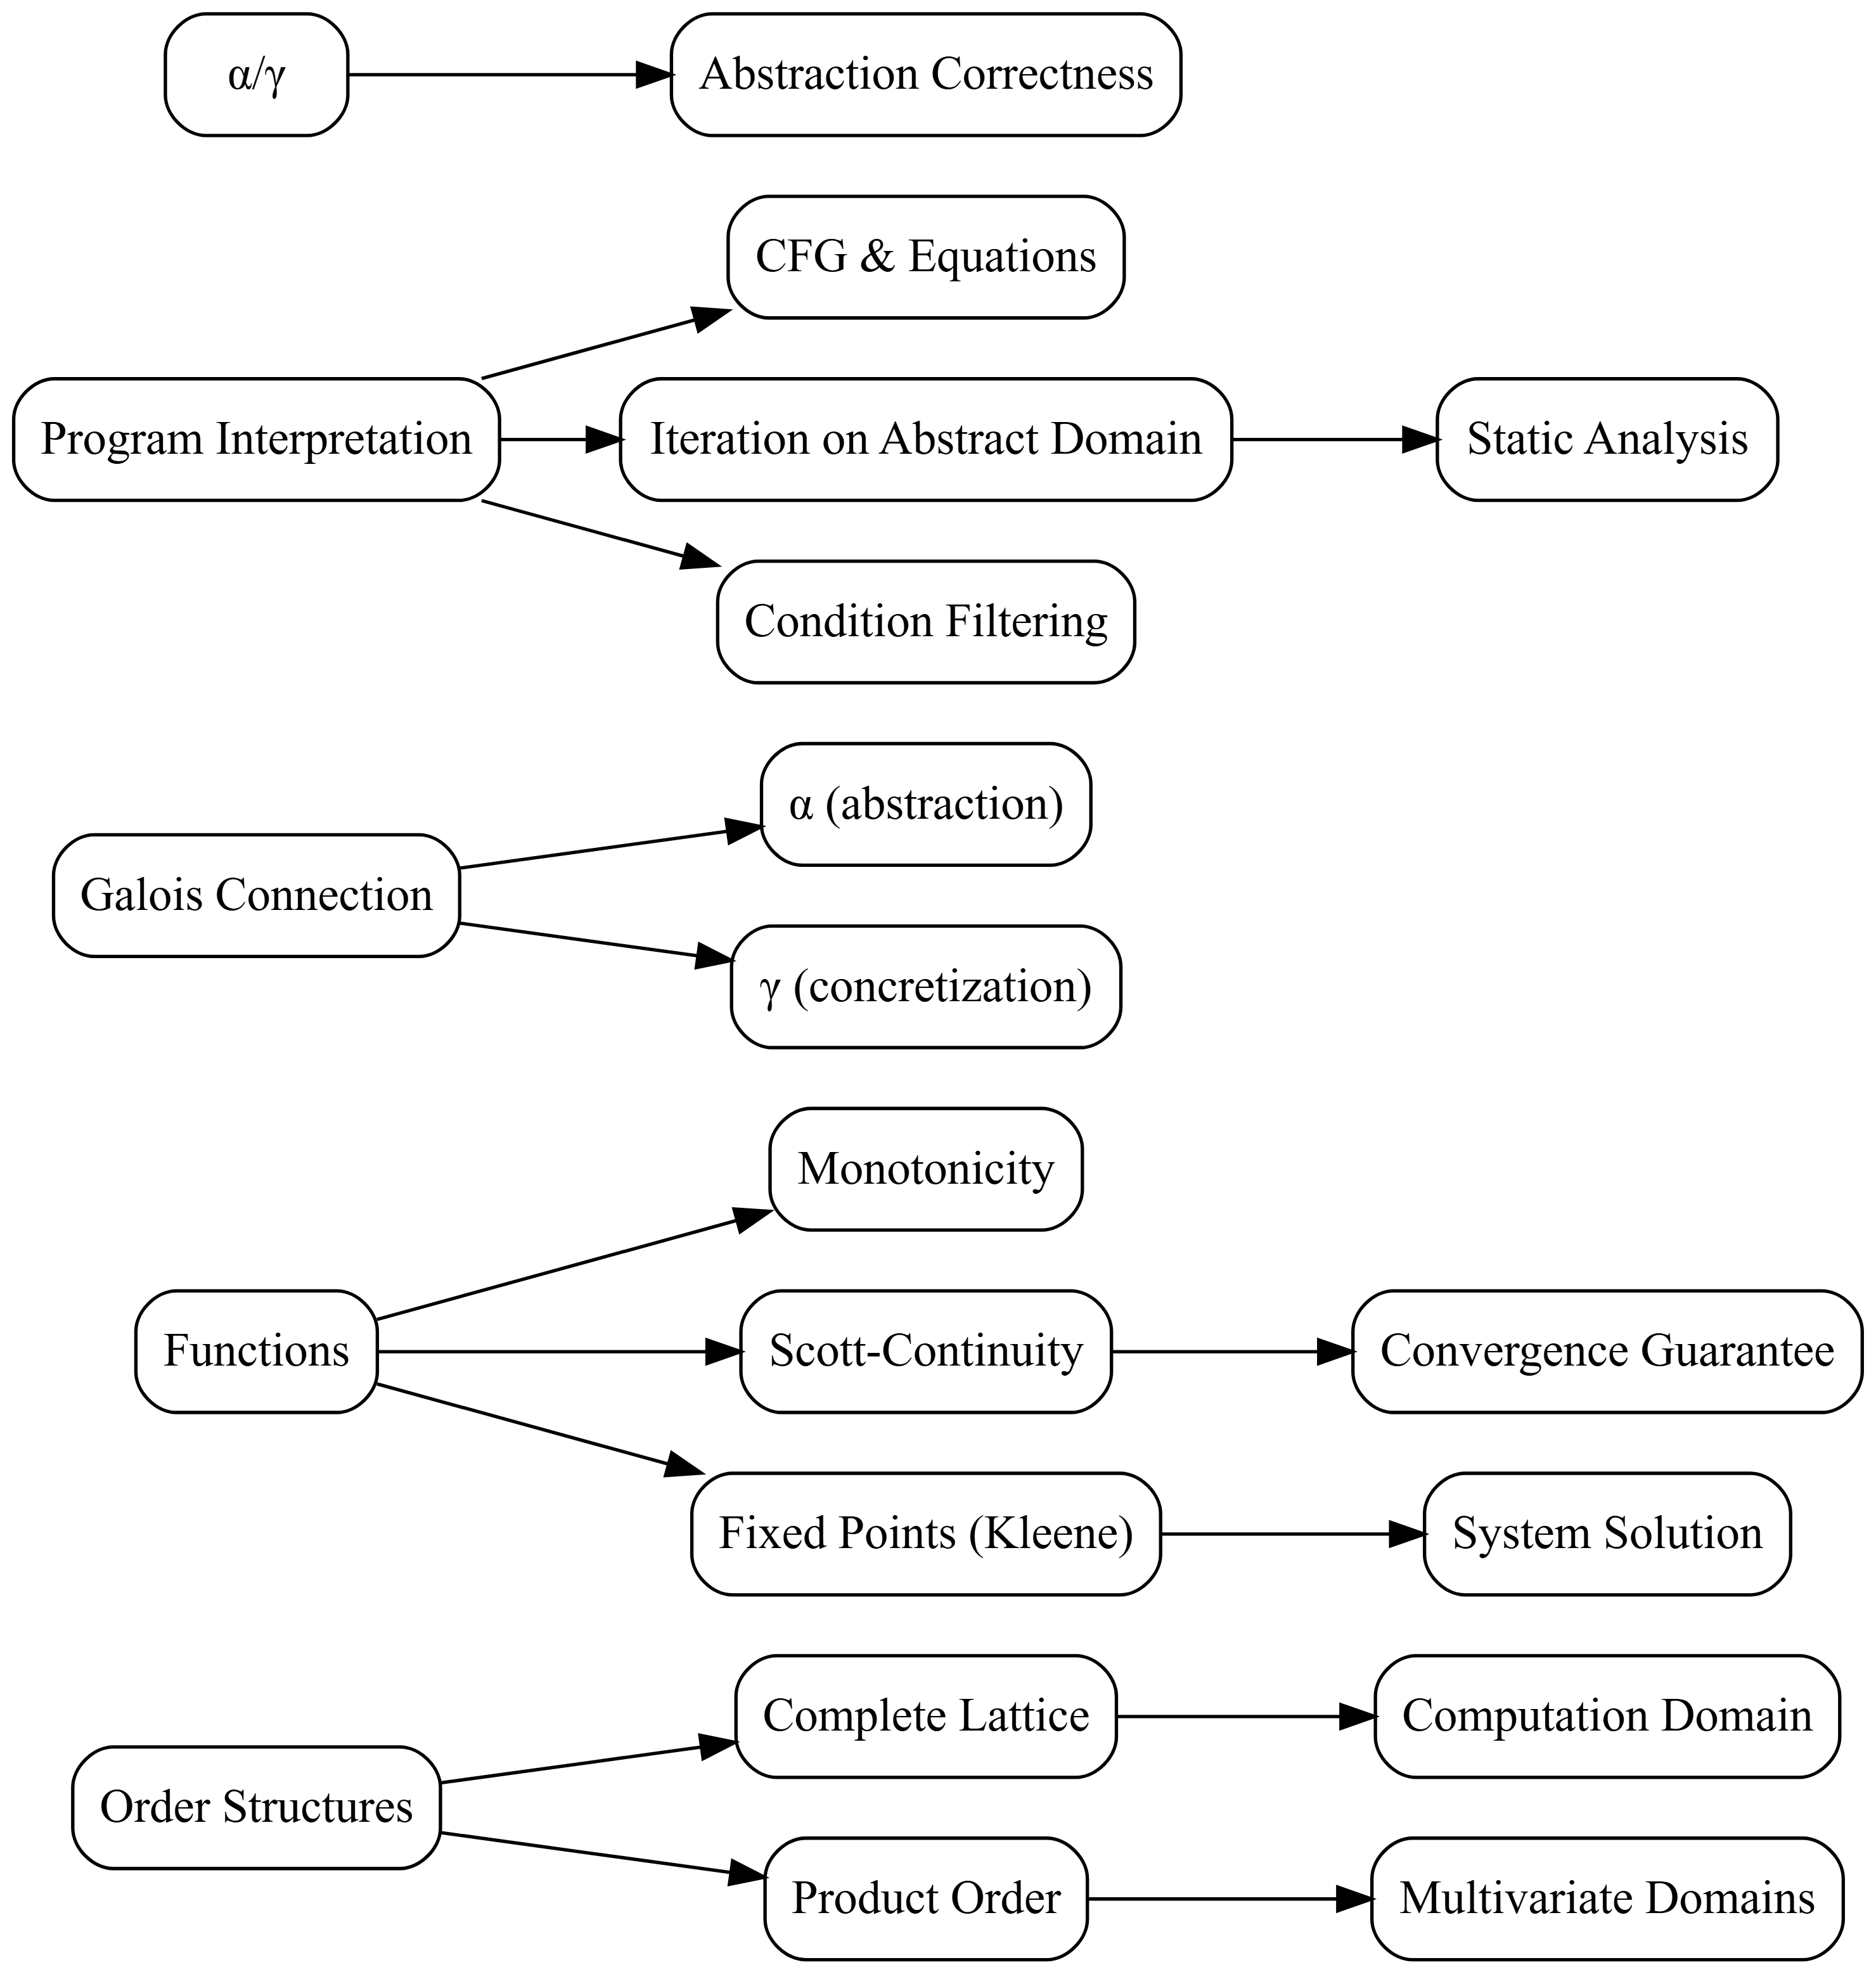 α/γ
Abstraction Correctness
CFG & Equations
Program Interpretation
Iteration on Abstract Domain
Static Analysis
Condition Filtering
α (abstraction)
Galois Connection
γ (concretization)
Monotonicity
Functions
Scott-Continuity
Convergence Guarantee
Fixed Points (Kleene)
System Solution
Complete Lattice
Computation Domain
Order Structures
Product Order
Multivariate Domains